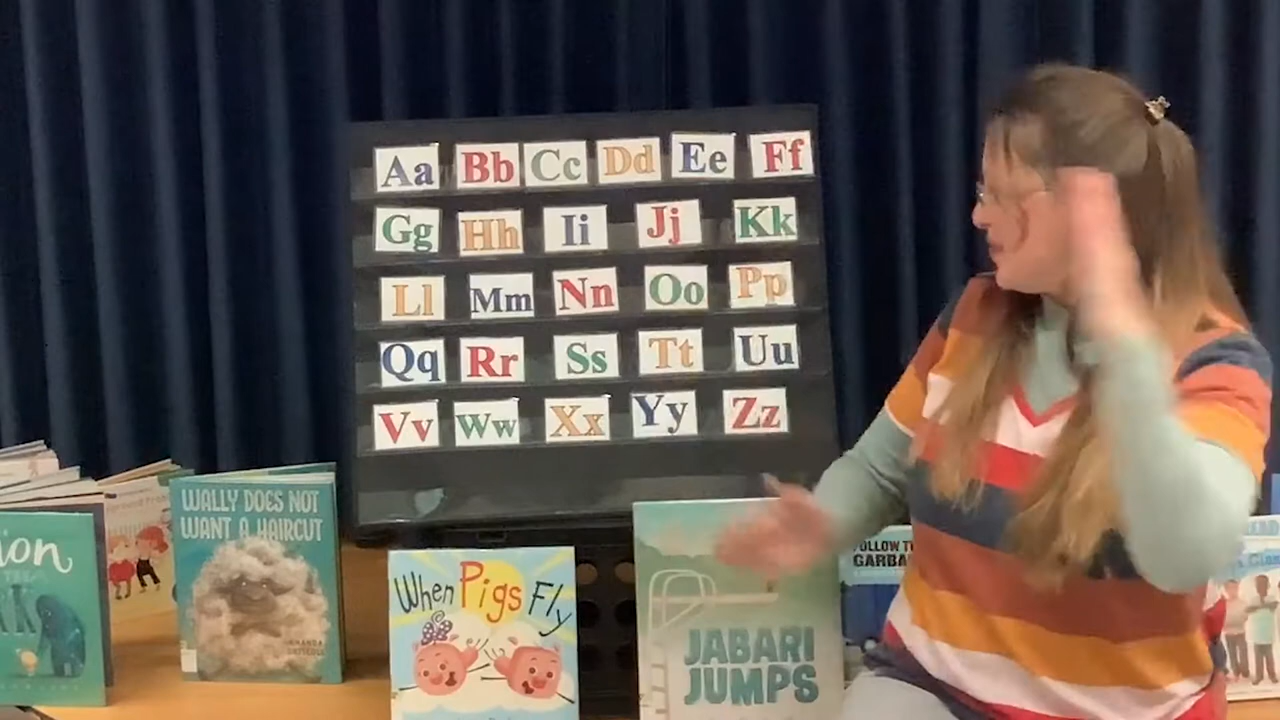 Aa Bb Cc Dd Ee Ff
Gg Hh Ii Jj Kk
Ll Mm Nn Oo Pp
Qq Rr Ss Tt Uu
Vv Ww Xx Yy Zz
WALLY DOES NOT
WANT A HAIRCUT
When Pigs Fly
JABARI
JUMPS